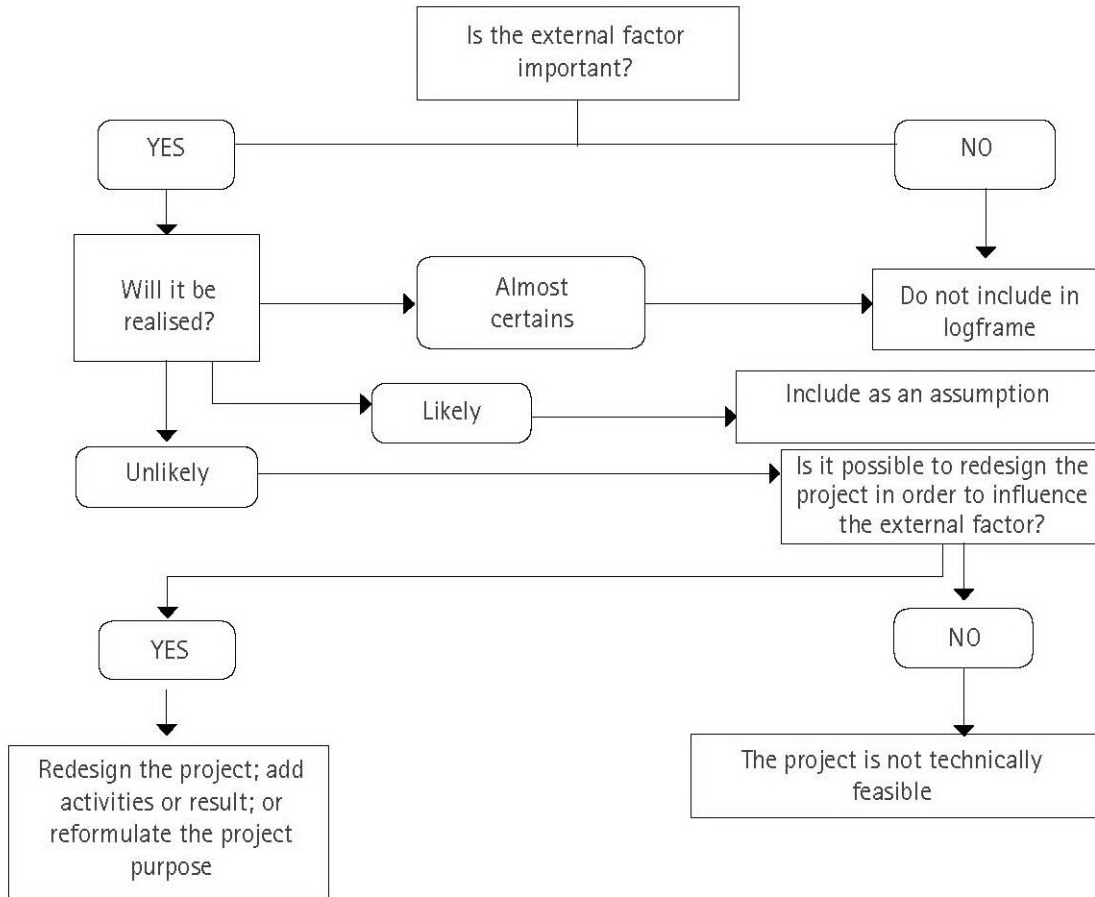 Is the external factor
important?
YES
NO
Will it be
realised?
Almost
certains
Do not include in
logframe
Likely
Include as an assumption
Unlikely
Is it possible to redesign the
project in order to influence
the external factor?
YES
NO
Redesign the project; add
activities or result; or
reformulate the project
purpose
The project is not technically
feasible